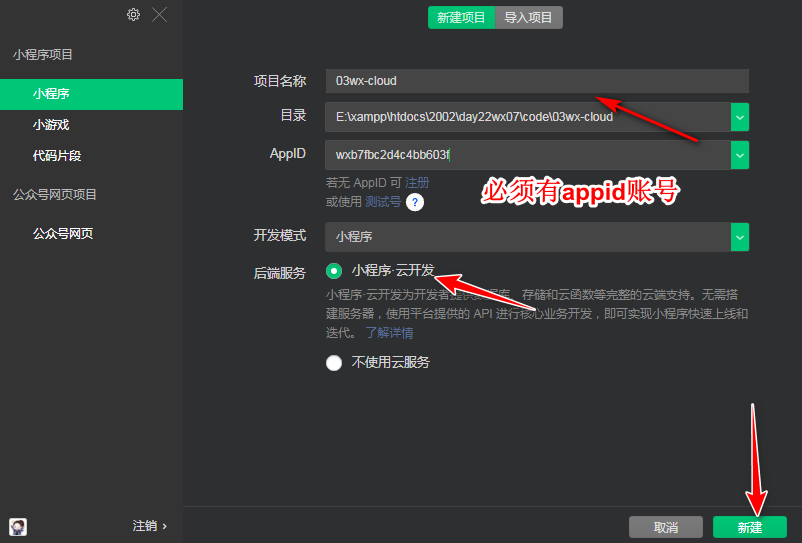 新建项目 导入项目
小程序项目
小程序
小游戏
代码片段
公众号网页项目
公众号网页
注销 ›
项目名称 03wx-cloud
目录 E:\xampp\htdocs\2002\day22wx07\code\03wx-cloud
AppID wxb7fbc2d4c4bb603f
若无 AppID 可 注册
或使用 测试号 ?
必须有appid账号
开发模式 小程序
后端服务 小程序·云开发
小程序·云开发为开发者提供数据库、存储和云函数等完整的云端支持。无需搭
建服务器，使用平台提供的 API 进行核心业务开发，即可实现小程序快速上线和
迭代。 了解详情
不使用云服务
取消 新建